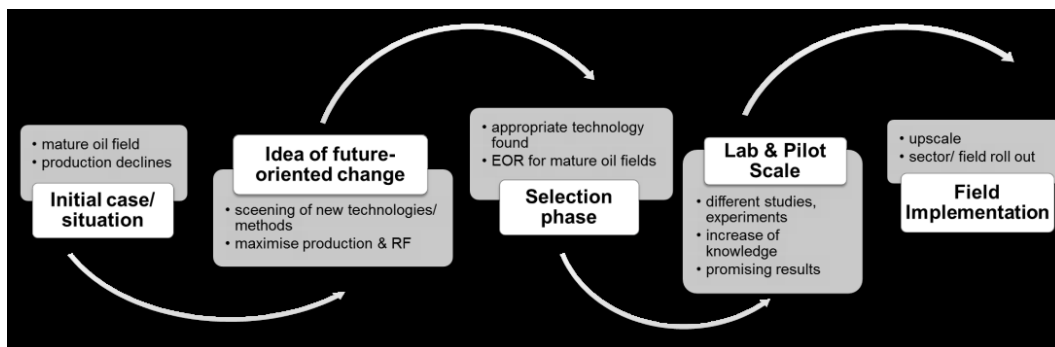 • mature oil field
• production declines
Initial case/
situation
Idea of future-
oriented change
• sceening of new technologies/
methods
• maximise production & RF
• appropriate technology
found
• EOR for mature oil fields
Selection
phase
Lab & Pilot
Scale
• different studies,
experiments
• increase of
knowledge
• promising results
• upscale
• sector/ field roll out
Field
Implementation